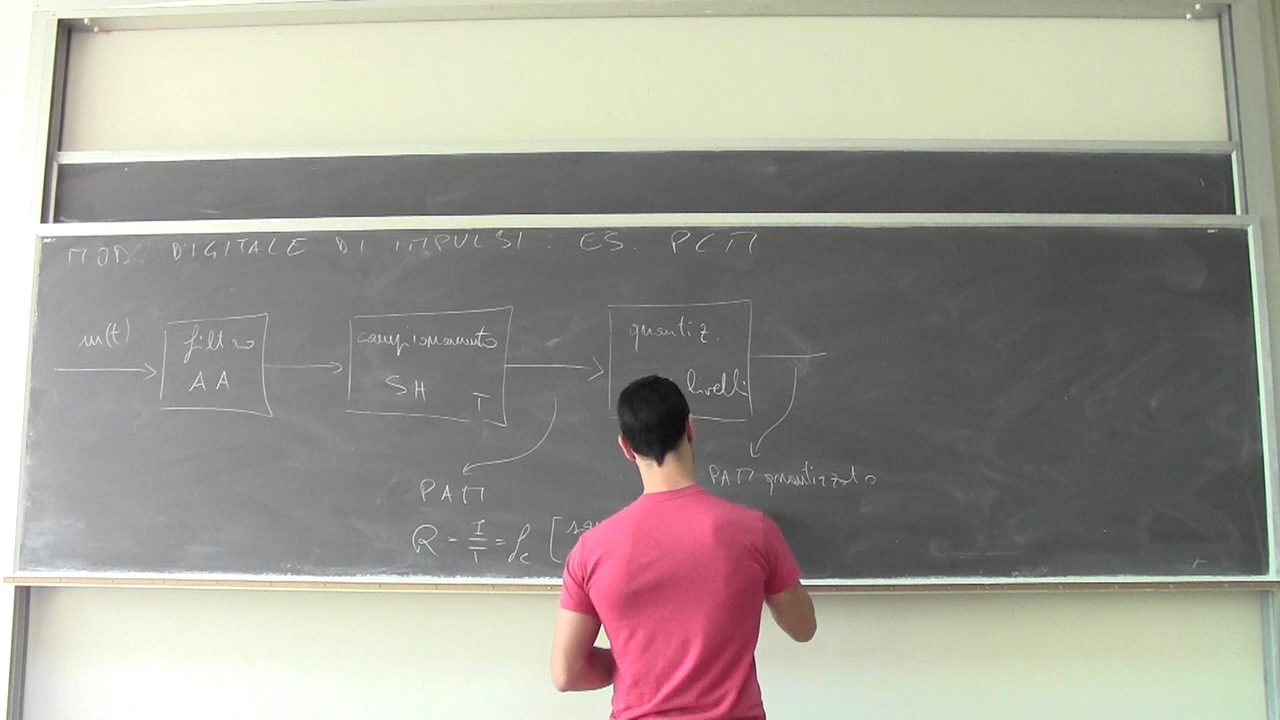 MOD. DIGITALE DI IMPULSI : ES. PCM
m(t)
filtro
AA
campionamento
SH
T
quantiz.
livelli
PAM
PAM quantizzato
R = 1/T = fc [